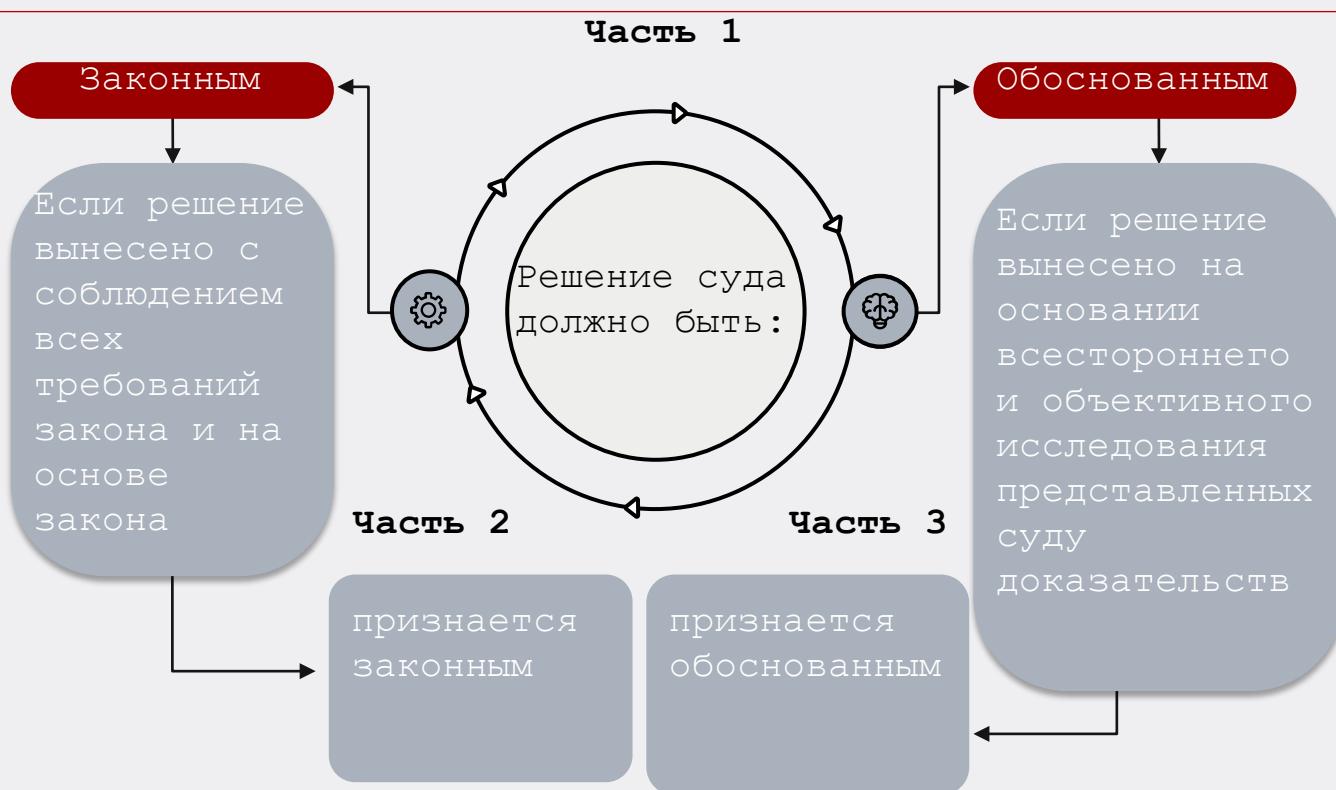 Часть 1
Законным
Обоснованным
Если решение
вынесено с
соблюдением
всех
требований
закона и на
основе
закона
Решение суда
должно быть:
Если решение
вынесено на
основании
всестороннего
и объективного
исследования
представленных
суду
доказательств
Часть 2
Часть 3
признается
законным
признается
обоснованным